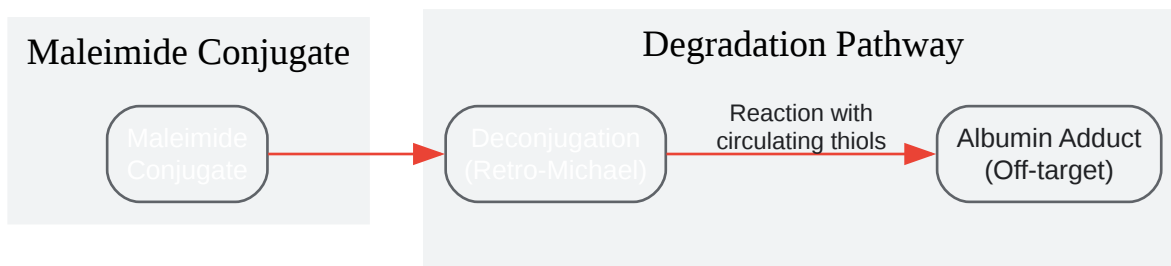 Maleimide Conjugate
Degradation Pathway
Maleimide
Conjugate
Deconjugation
(Retro-Michael)
Reaction with
circulating thiols
Albumin Adduct
(Off-target)